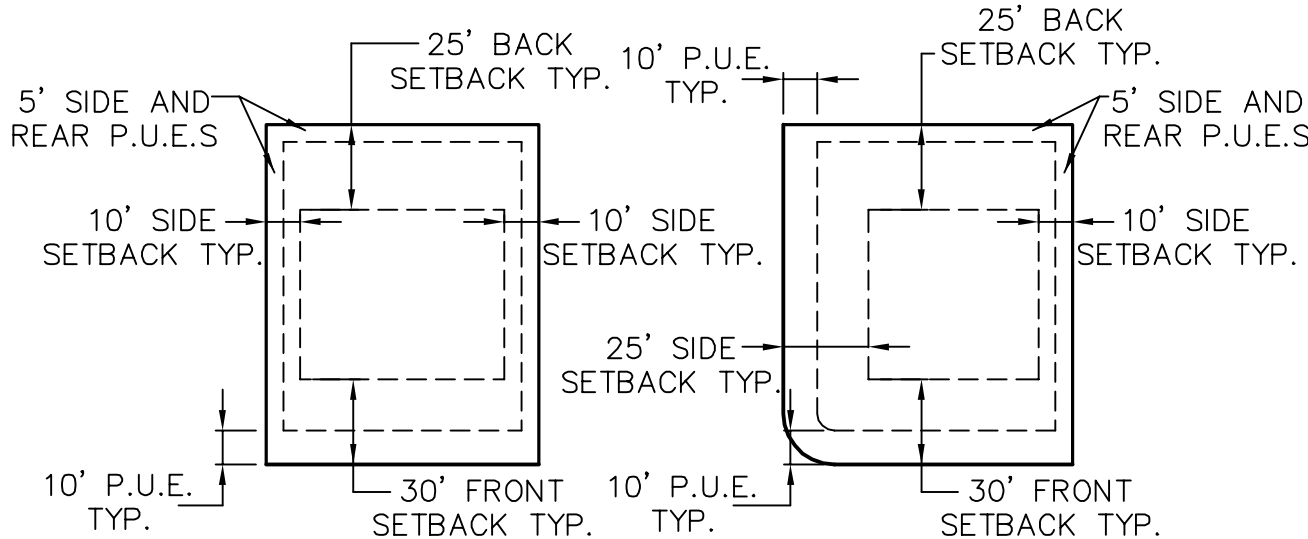 25' BACK
SETBACK TYP.
5' SIDE AND
REAR P.U.E.S
10' SIDE
SETBACK TYP.
10' SIDE
SETBACK TYP.
10' P.U.E.
TYP.
30' FRONT
SETBACK TYP.
25' BACK
SETBACK TYP.
10' P.U.E.
TYP.
5' SIDE AND
REAR P.U.E.S
10' SIDE
SETBACK TYP.
25' SIDE
SETBACK TYP.
10' P.U.E.
TYP.
30' FRONT
SETBACK TYP.